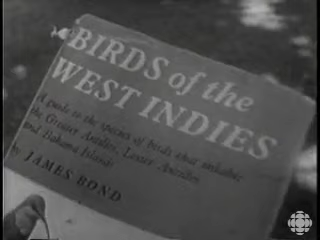 BIRDS of the
WEST INDIES
A guide to the species of birds that inhabit
the Greater Antilles, Lesser Antilles
and Bahama Islands
by JAMES BOND